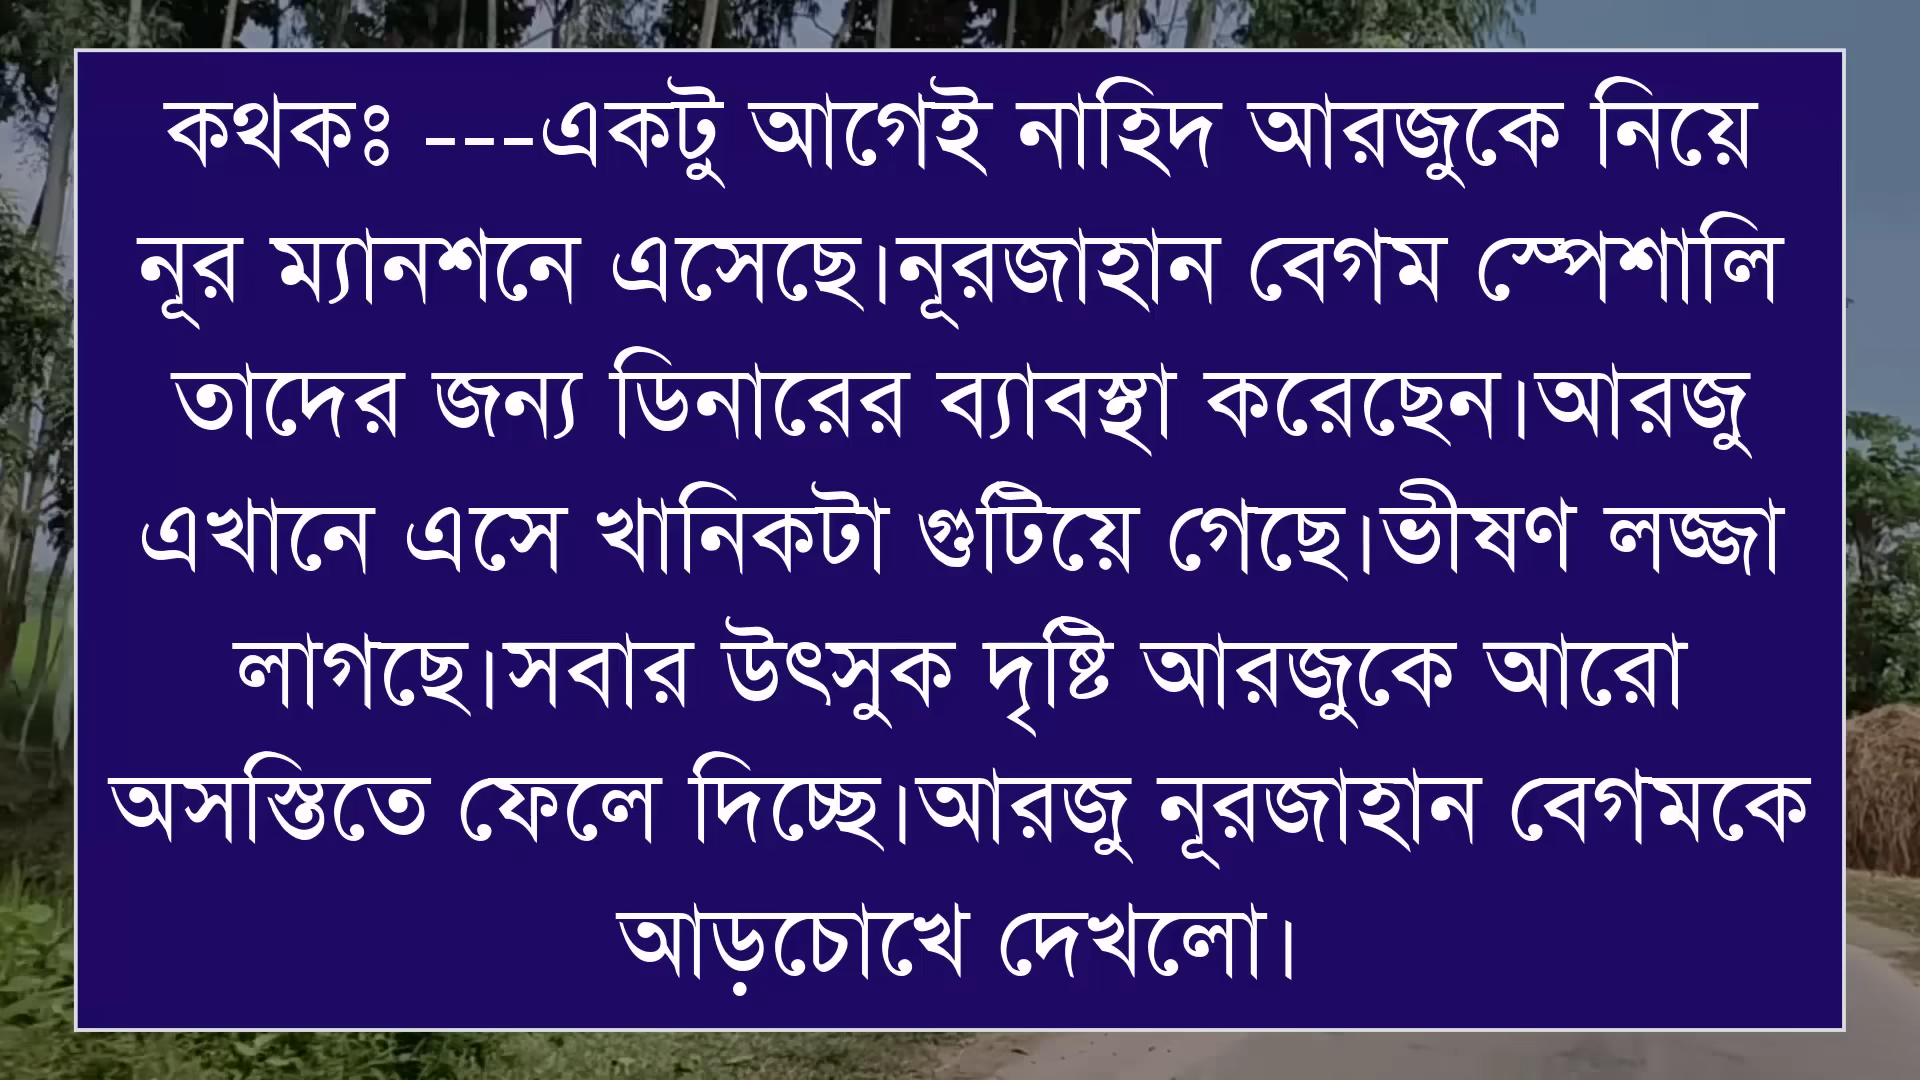 কথকঃ ---একটু আগেই নাহিদ আরজুকে নিয়ে
নূর ম্যানশনে এসেছে।নূরজাহান বেগম স্পেশালি
তাদের জন্য ডিনারের ব্যাবস্থা করেছেন।আরজু
এখানে এসে খানিকটা গুটিয়ে গেছে।ভীষণ লজ্জা
লাগছে।সবার উৎসুক দৃষ্টি আরজুকে আরো
অসস্তিতে ফেলে দিচ্ছে।আরজু নূরজাহান বেগমকে
আড়চোখে দেখলো।